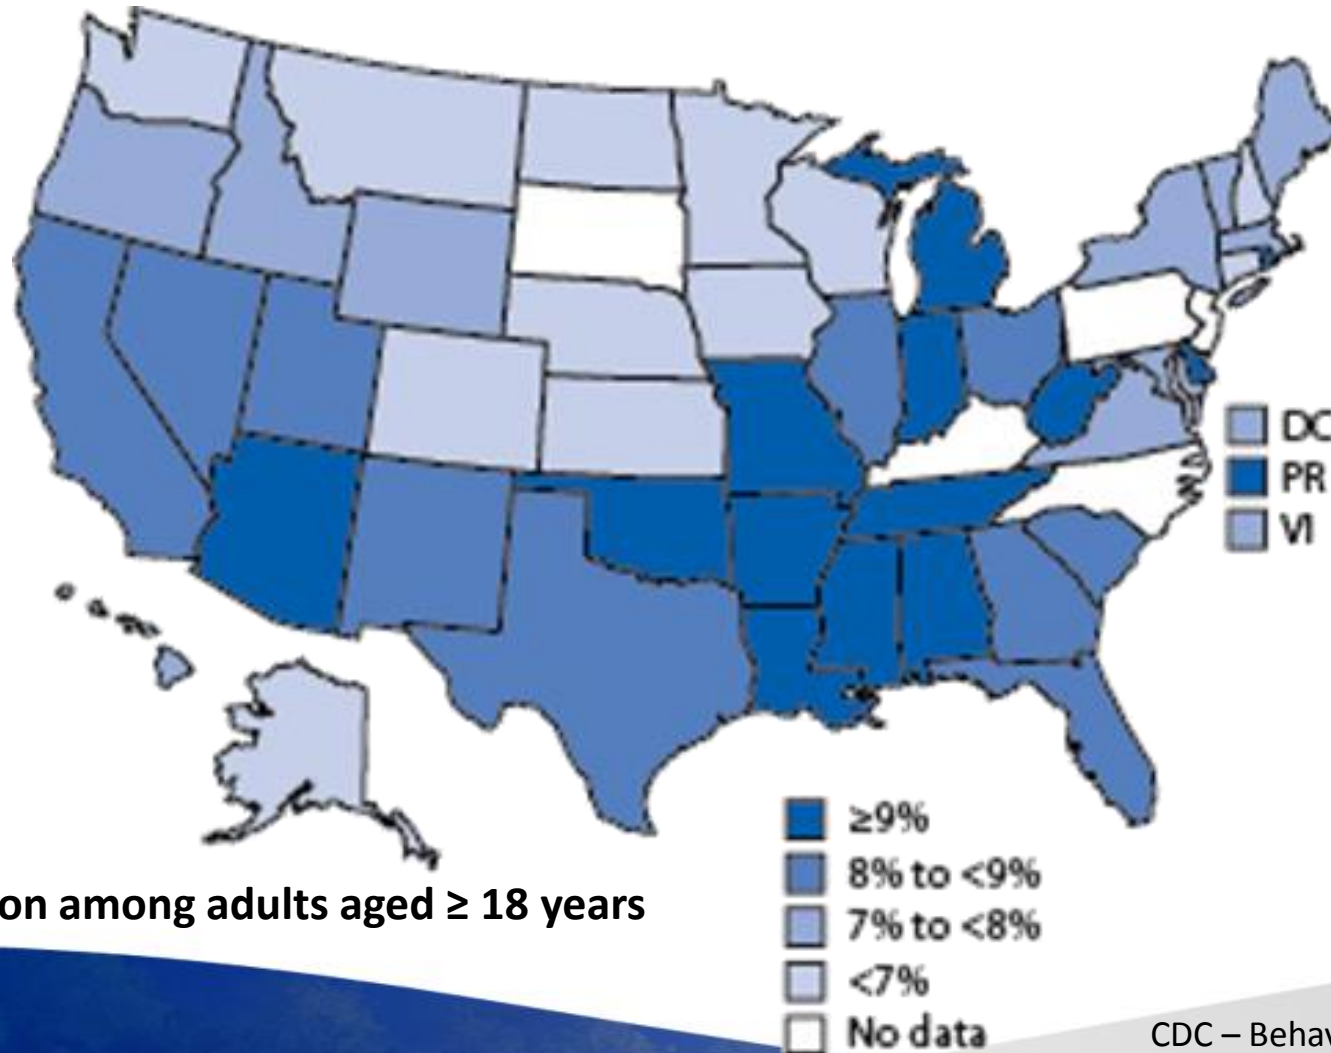 DC
PR
VI
≥9%
8% to <9%
7% to <8%
<7%
No data
on among adults aged ≥ 18 years
CDC – Behav